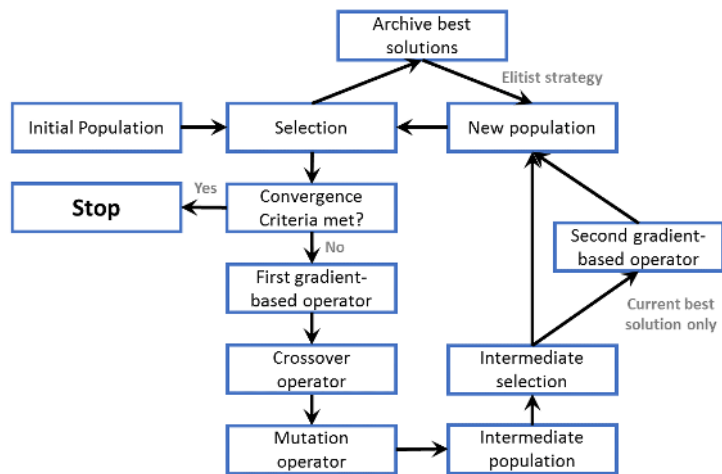 Archive best
solutions
Elitist strategy
Initial Population
Selection
New population
Yes
Stop
Convergence
Criteria met?
No
Second gradient-
based operator
First gradient-
based operator
Current best
solution only
Crossover
operator
Intermediate
selection
Mutation
operator
Intermediate
population